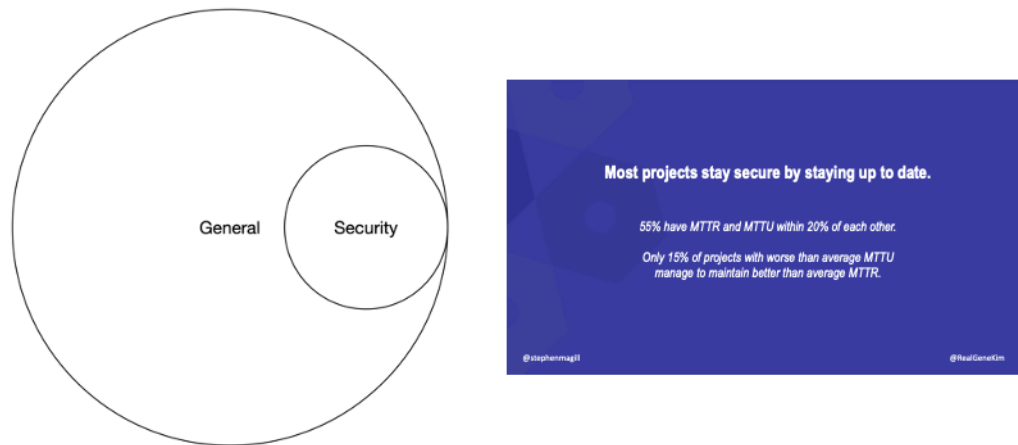 General
Security
Most projects stay secure by staying up to date.
55% have MTTR and MTTU within 20% of each other.
Only 15% of projects with worse than average MTTU
manage to maintain better than average MTTR.
@stephenmagill
@RealGeneKim